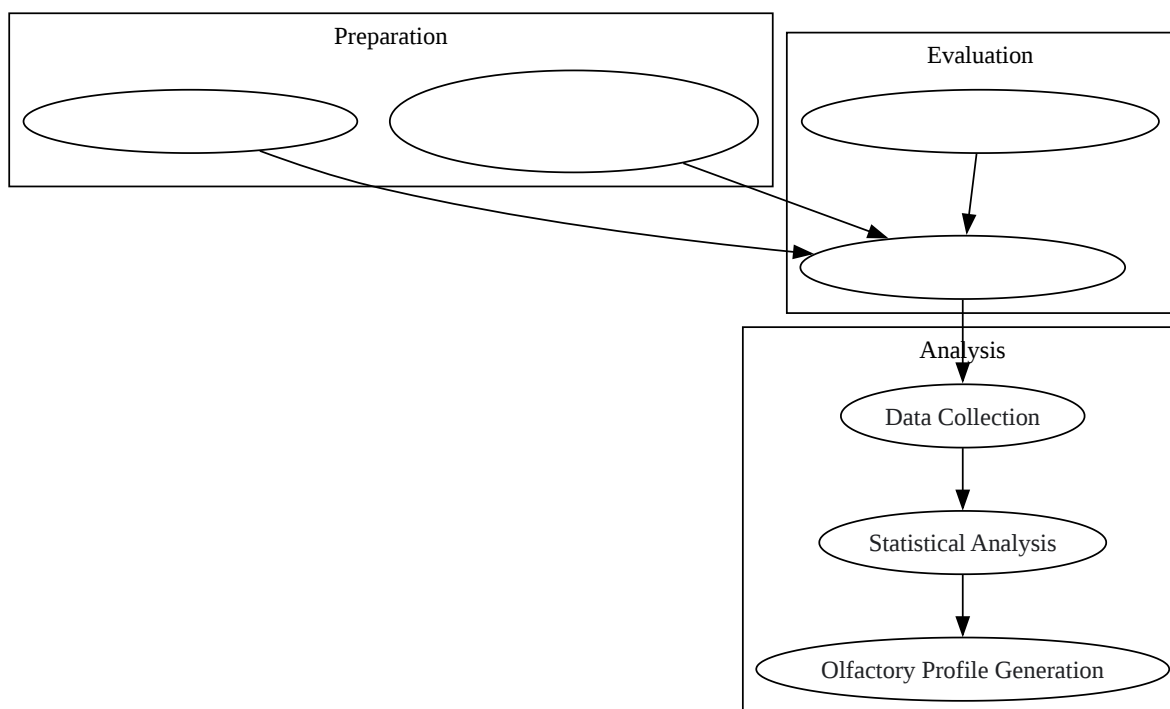 Preparation
Evaluation
Analysis
Data Collection
Statistical Analysis
Olfactory Profile Generation